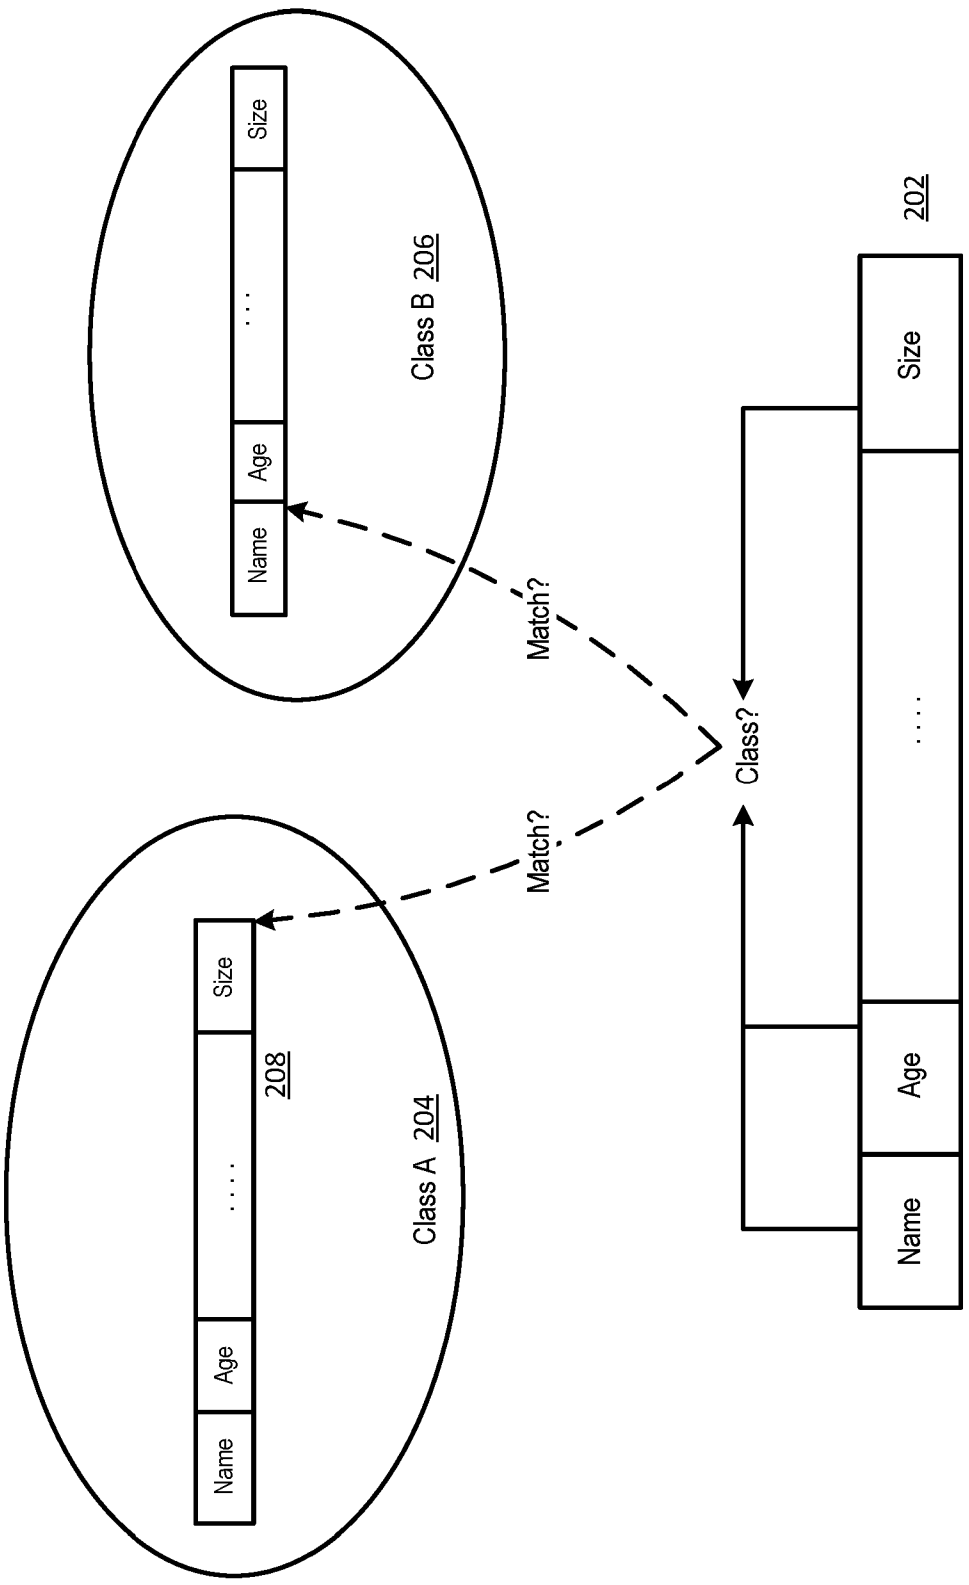 Name Age . . . . . Size
208
Class A 204
Name Age . . . Size
Class B 206
Match?
Match?
Class?
Name Age . . . . Size
202